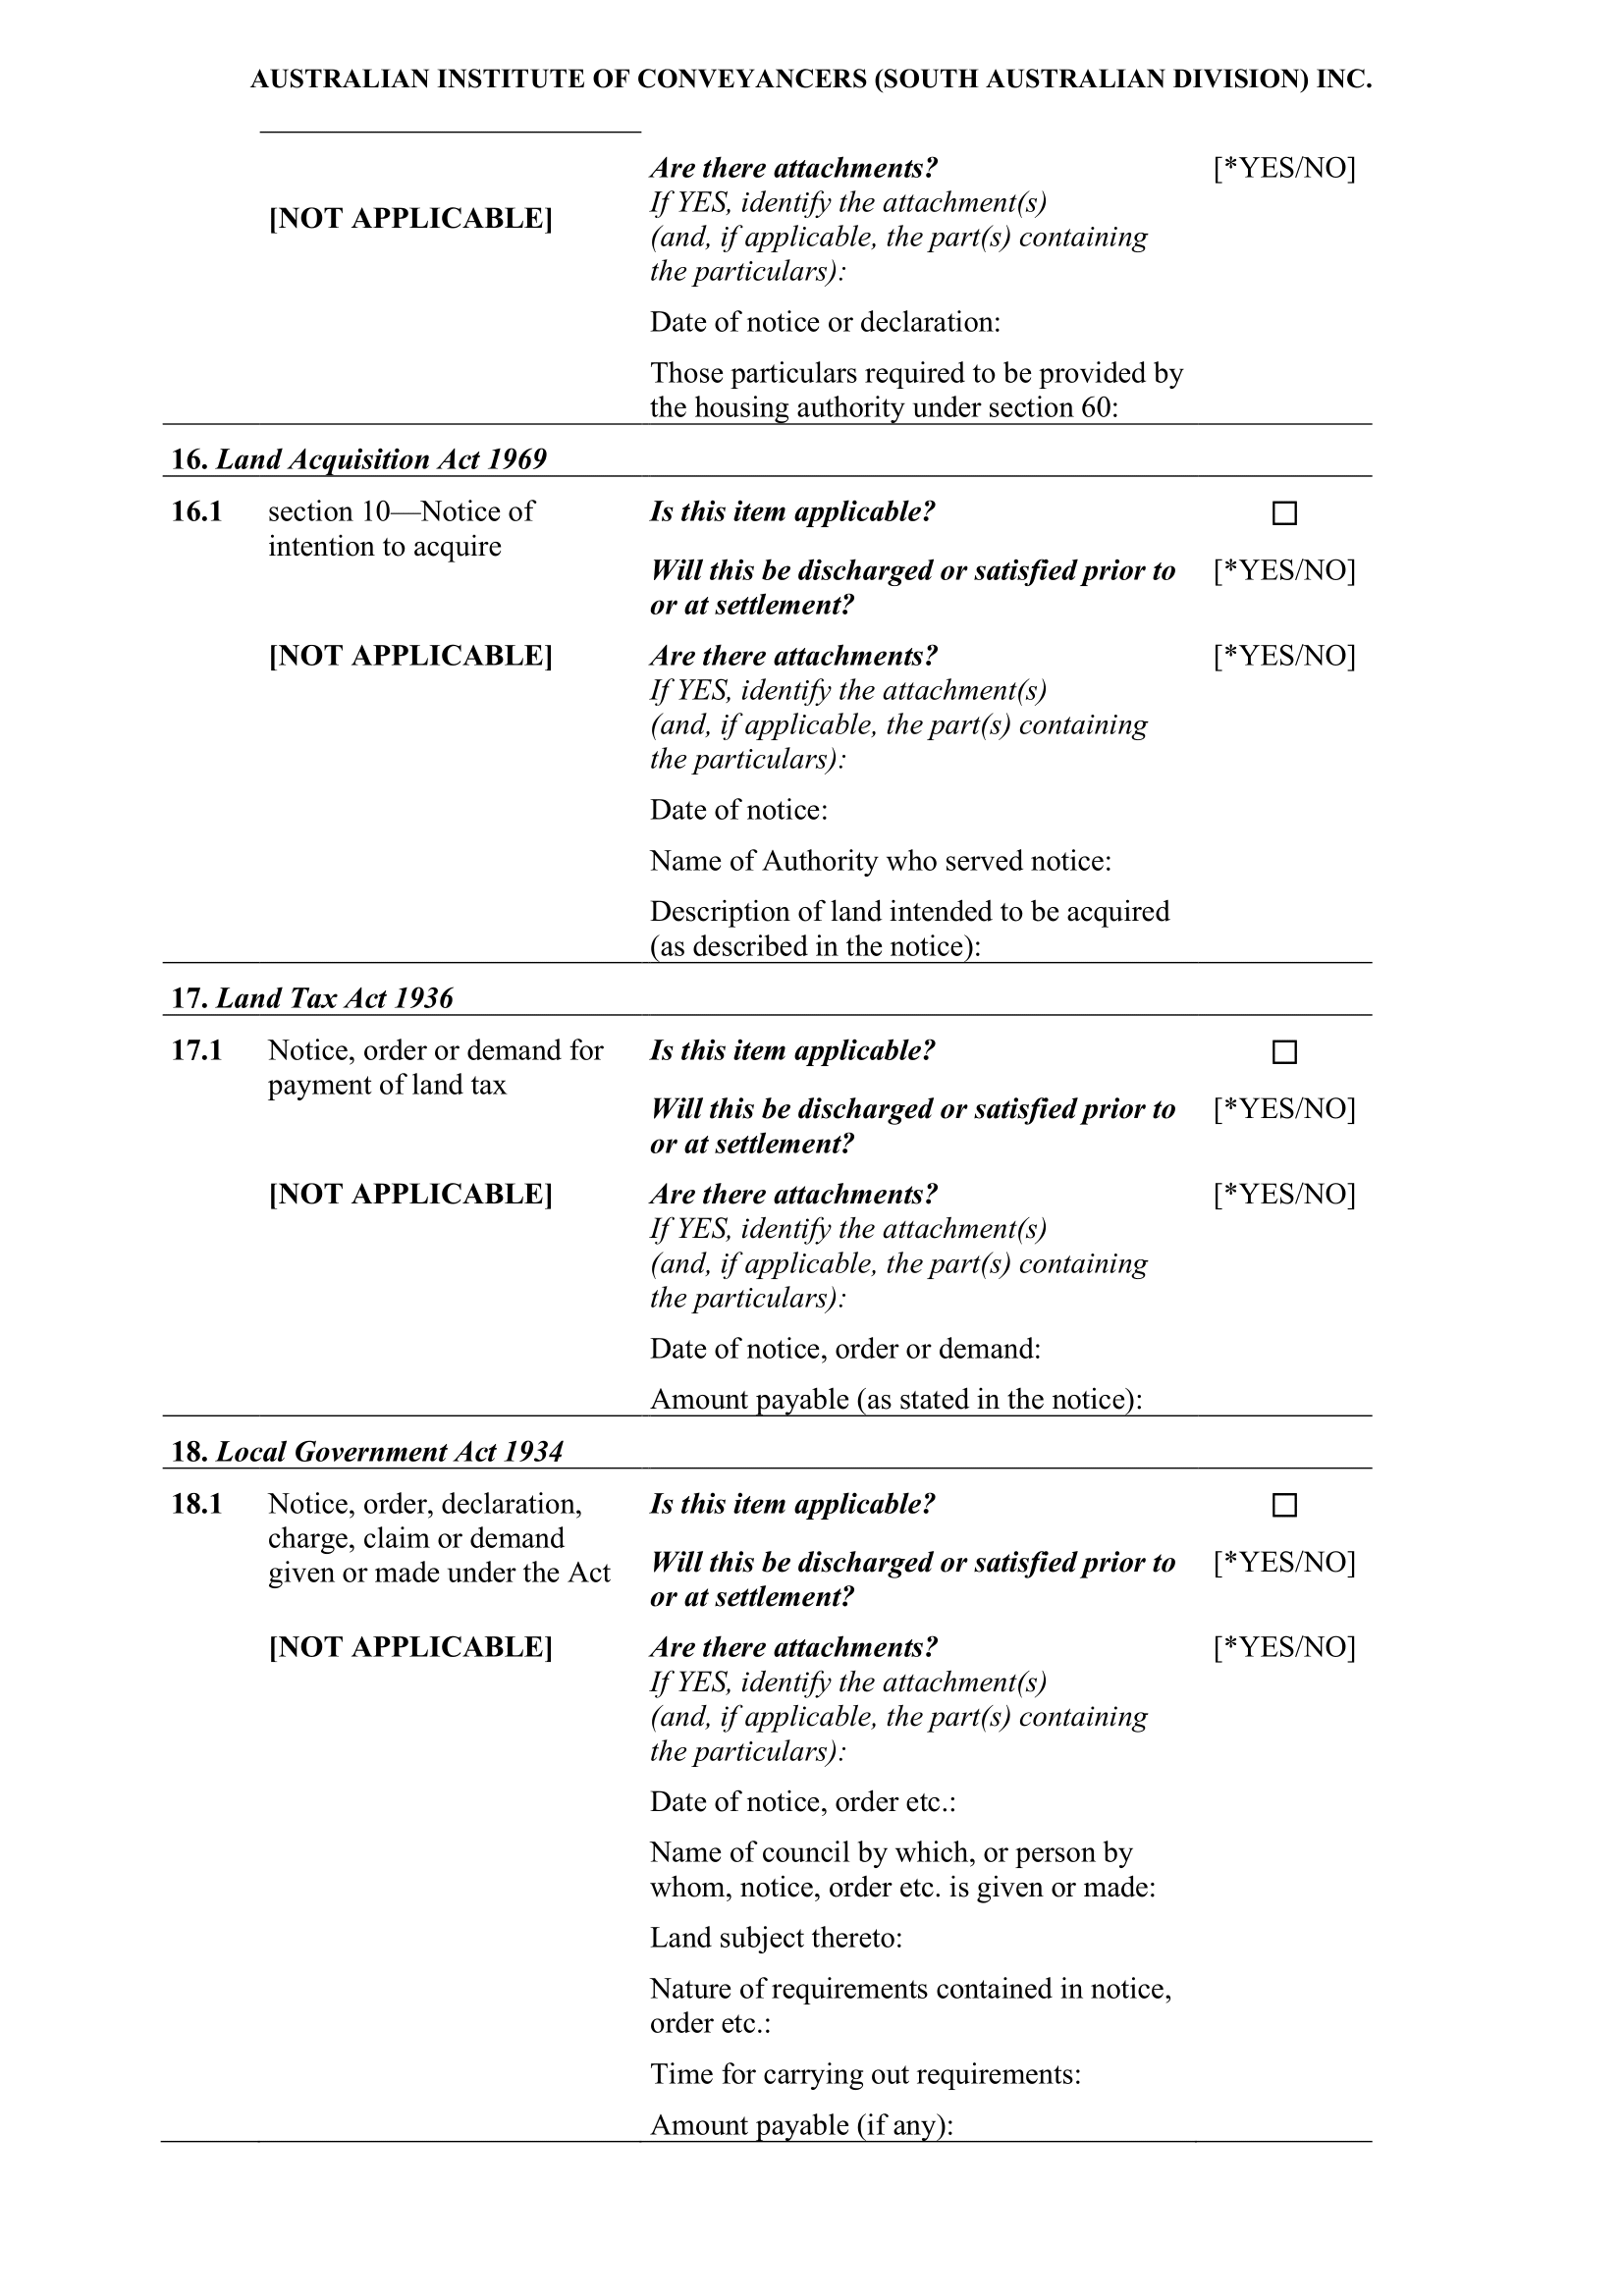 AUSTRALIAN INSTITUTE OF CONVEYANCERS (SOUTH AUSTRALIAN DIVISION) INC.
Are there attachments? [*YES/NO]
If YES, identify the attachment(s)
[NOT APPLICABLE]
(and, if applicable, the part(s) containing
the particulars):
Date of notice or declaration:
Those particulars required to be provided by
the housing authority under section 60:
16. Land Acquisition Act 1969
16.1 section 10—Notice of Is this item applicable? ☐
intention to acquire
Will this be discharged or satisfied prior to [*YES/NO]
or at settlement?
[NOT APPLICABLE] Are there attachments? [*YES/NO]
If YES, identify the attachment(s)
(and, if applicable, the part(s) containing
the particulars):
Date of notice:
Name of Authority who served notice:
Description of land intended to be acquired
(as described in the notice):
17. Land Tax Act 1936
17.1 Notice, order or demand for Is this item applicable? ☐
payment of land tax
Will this be discharged or satisfied prior to [*YES/NO]
or at settlement?
[NOT APPLICABLE] Are there attachments? [*YES/NO]
If YES, identify the attachment(s)
(and, if applicable, the part(s) containing
the particulars):
Date of notice, order or demand:
Amount payable (as stated in the notice):
18. Local Government Act 1934
18.1 Notice, order, declaration, Is this item applicable? ☐
charge, claim or demand
given or made under the Act
Will this be discharged or satisfied prior to [*YES/NO]
or at settlement?
[NOT APPLICABLE] Are there attachments? [*YES/NO]
If YES, identify the attachment(s)
(and, if applicable, the part(s) containing
the particulars):
Date of notice, order etc.:
Name of council by which, or person by
whom, notice, order etc. is given or made:
Land subject thereto:
Nature of requirements contained in notice,
order etc.:
Time for carrying out requirements:
Amount payable (if any):